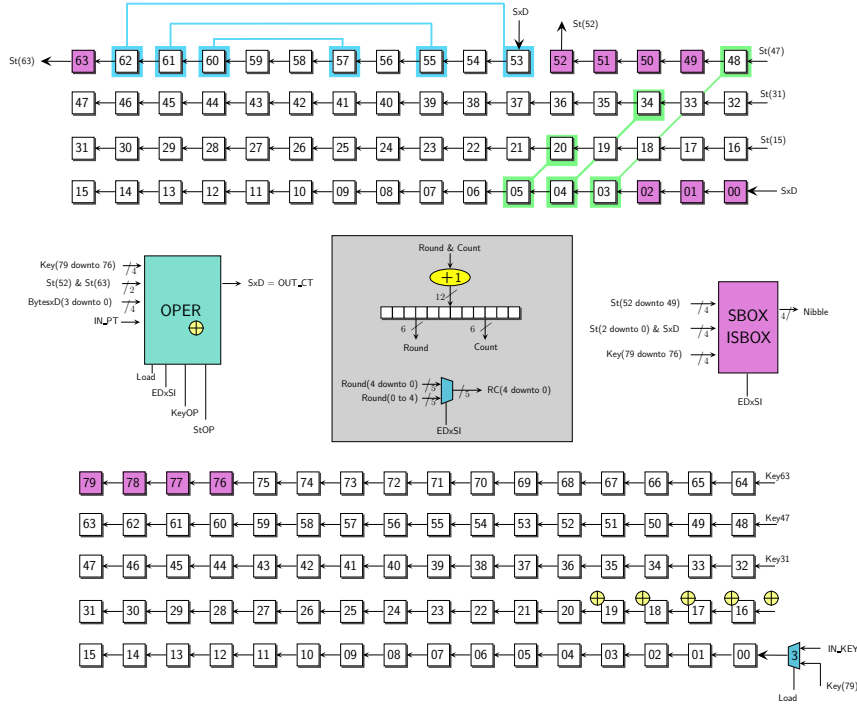 SxD
St(52)
St(63) 63 62 61 60 59 58 57 56 55 54 53 52 51 50 49 48 St(47)
47 46 45 44 43 42 41 40 39 38 37 36 35 34 33 32 St(31)
31 30 29 28 27 26 25 24 23 22 21 20 19 18 17 16 St(15)
15 14 13 12 11 10 09 08 07 06 05 04 03 02 01 00 SxD
Key(79 downto 76) /4
St(52) & St(63) /2
BytesxD(3 downto 0) /4
IN_PT
OPER
SxD = OUT_CT
Load
EDxSI
KeyOP
StOP
Round & Count
+1
12
6 6
Round Count
Round(4 downto 0) /5
Round(0 to 4) /5
/5 RC(4 downto 0)
EDxSI
St(52 downto 49) /4
St(2 downto 0) & SxD /4
Key(79 downto 76) /4
SBOX
ISBOX
4 Nibble
EDxSI
79 78 77 76 75 74 73 72 71 70 69 68 67 66 65 64 Key63
63 62 61 60 59 58 57 56 55 54 53 52 51 50 49 48 Key47
47 46 45 44 43 42 41 40 39 38 37 36 35 34 33 32 Key31
31 30 29 28 27 26 25 24 23 22 21 20 19 18 17 16
15 14 13 12 11 10 09 08 07 06 05 04 03 02 01 00 3 IN_KEY
Key(79)
Load